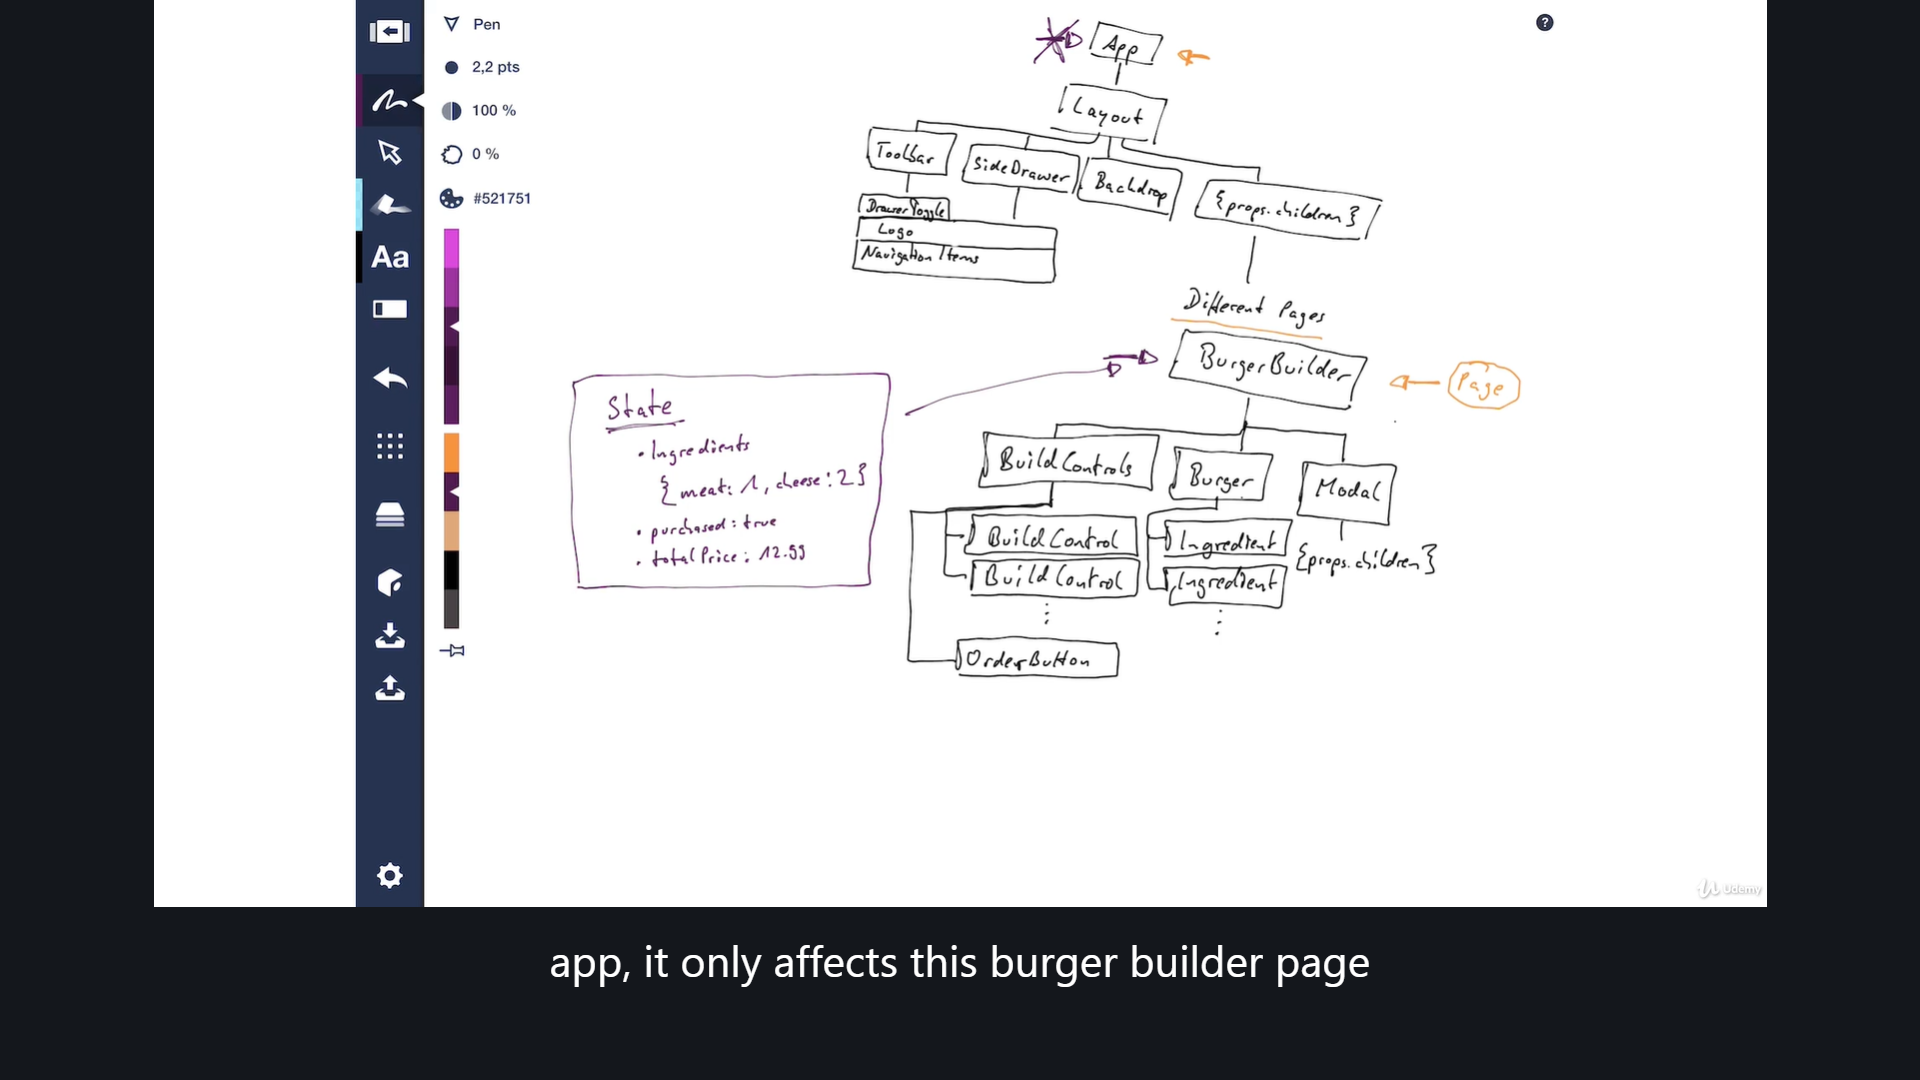 Pen
2,2 pts
100 %
0 %
#521751
Aa
?
App
Layout
Toolbar
SideDrawer
Backdrop
{props.children}
DrawerToggle
Logo
Navigation Items
Different Pages
BurgerBuilder
Page
State
• Ingredients
{meat: 1, cheese: 2}
• purchased: true
• totalPrice: 12.99
BuildControls
Burger
Modal
BuildControl
BuildControl
Ingredient
Ingredient
{props.children}
OrderButton
Udemy
app, it only affects this burger builder page